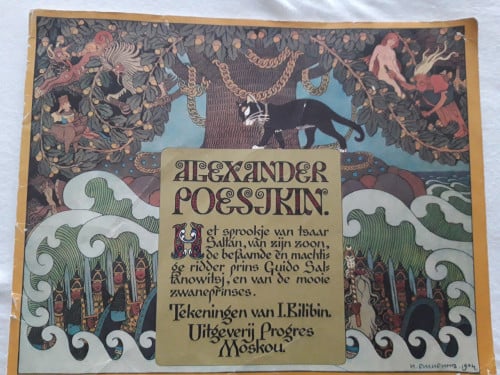 ALEXANDER
POESJKIN.
Het sprookje van tsaar
Saltan, van zijn zoon,
de befaamde en machti-
ge ridder prins Guido Sal-
tanowitsj, en van de mooie
zwaneprinses.
Tekeningen van I.Bilibin.
Uitgeverij Progres
Moskou.